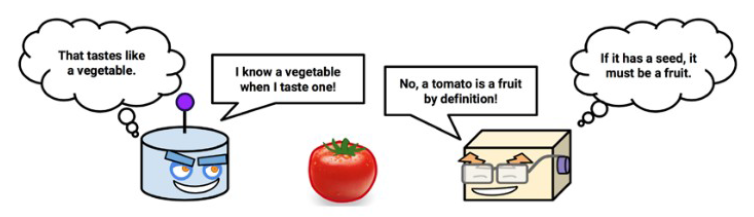 That tastes like
a vegetable.
I know a vegetable
when I taste one!
No, a tomato is a fruit
by definition!
If it has a seed, it
must be a fruit.